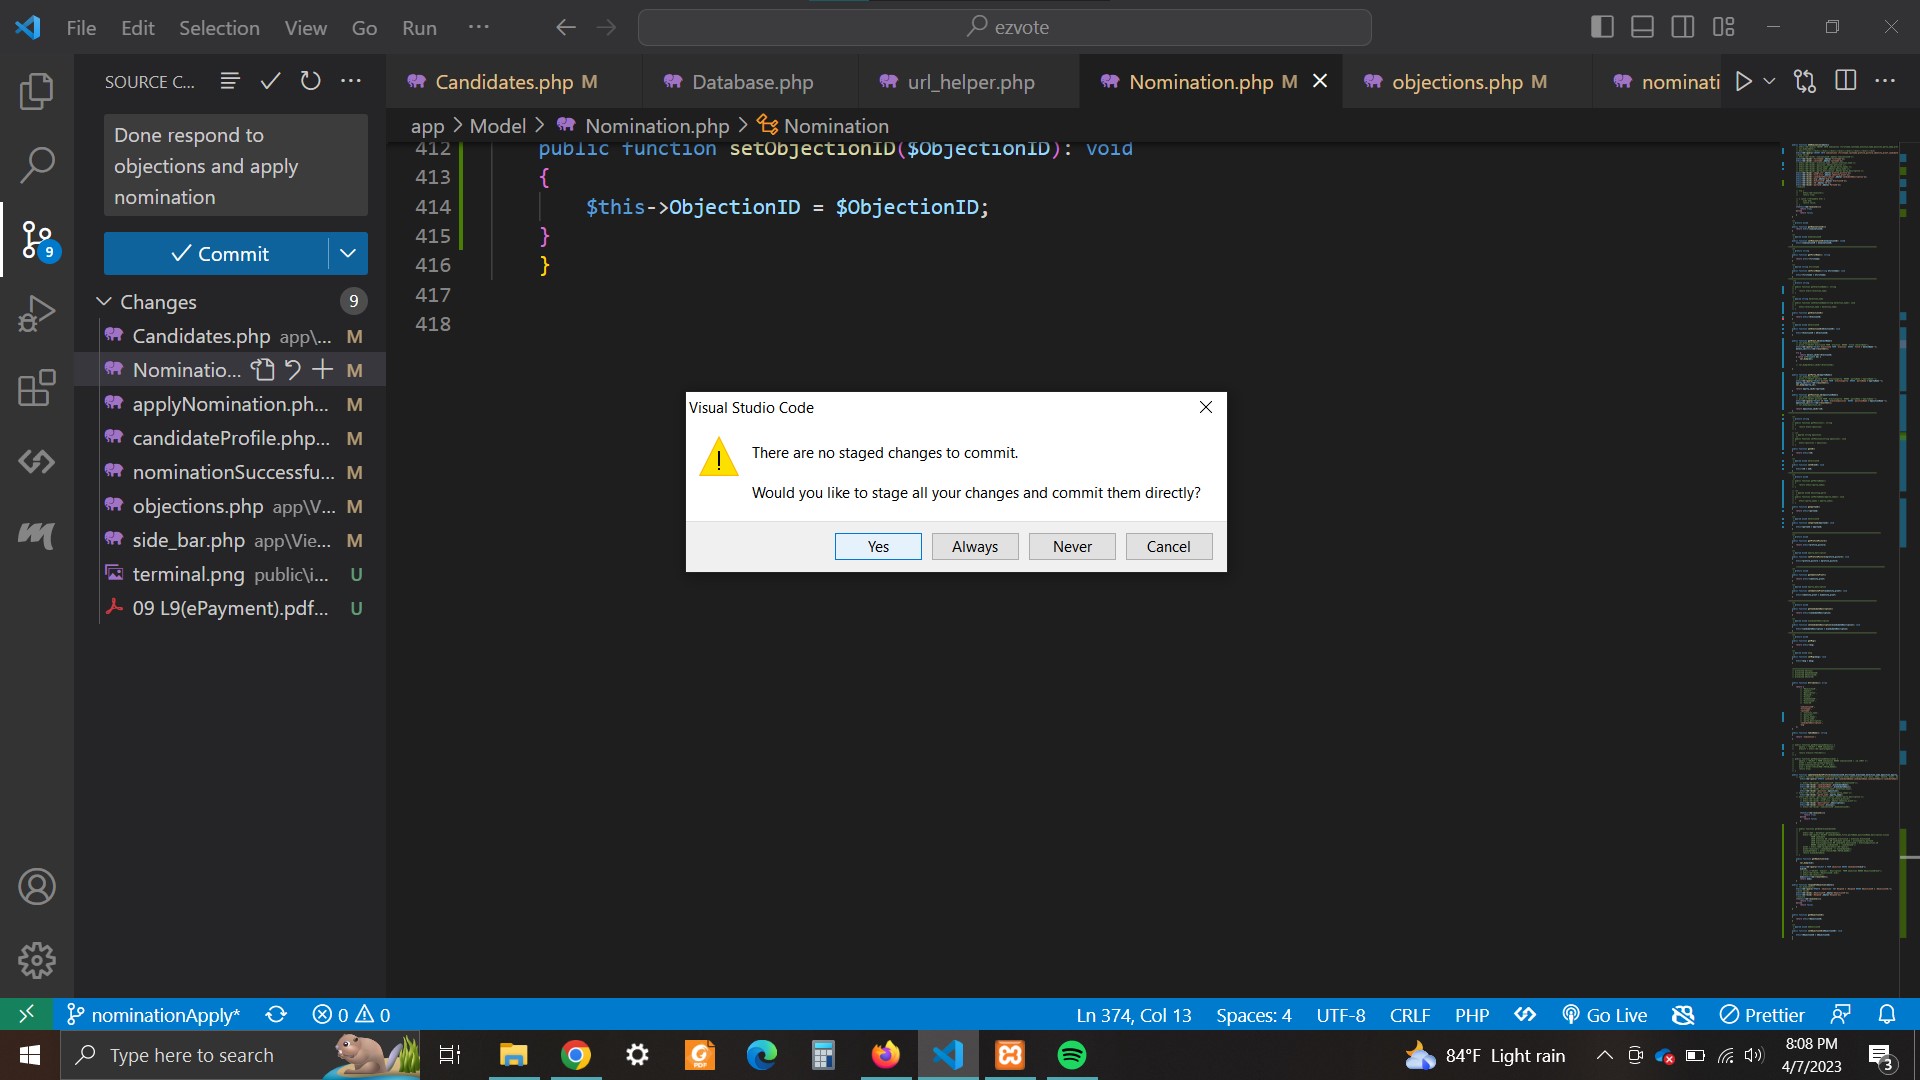 File Edit Selection View Go Run ···
ezvote
SOURCE C...
Candidates.php M
Database.php
url_helper.php
Nomination.php M
objections.php M
nominati
app > Model > Nomination.php > Nomination
Done respond to
objections and apply
nomination
Commit
Changes 9
9
Candidates.php app\... M
Nominatio... M
applyNomination.ph... M
candidateProfile.php... M
nominationSuccessfu... M
objections.php app\V... M
side_bar.php app\Vie... M
terminal.png public\i... U
09 L9(ePayment).pdf... U
412 public function setObjectionID($ObjectionID): void
413 {
414 $this->ObjectionID = $ObjectionID;
415 }
416 }
417
418
Visual Studio Code
There are no staged changes to commit.
Would you like to stage all your changes and commit them directly?
Yes Always Never Cancel
nominationApply* 0 0
Ln 374, Col 13 Spaces: 4 UTF-8 CRLF PHP Go Live Prettier
Type here to search
84°F Light rain
8:08 PM
4/7/2023
3